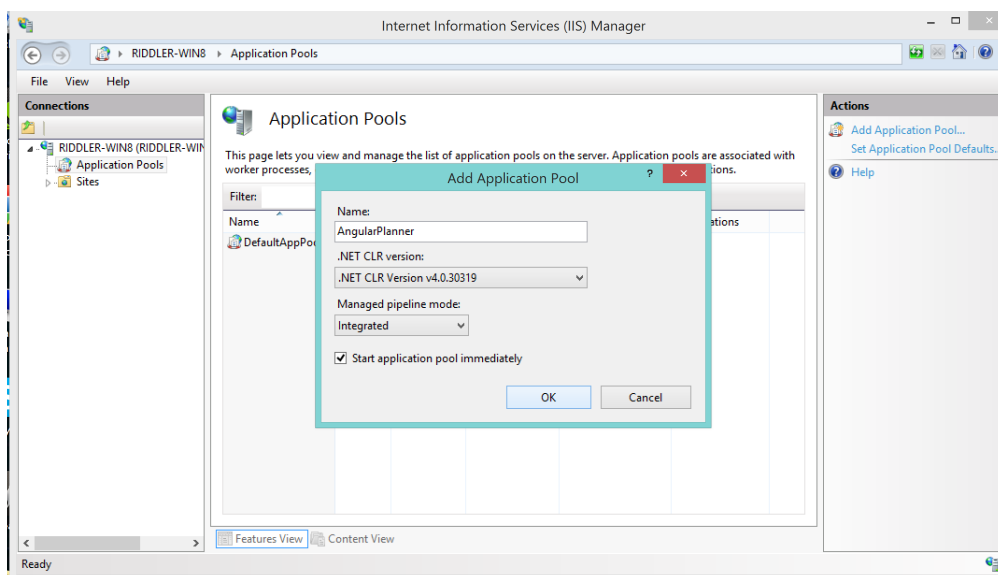 Internet Information Services (IIS) Manager
RIDDLER-WIN8 Application Pools
File View Help
Connections
RIDDLER-WIN8 (RIDDLER-WIN
Application Pools
Sites
Application Pools
This page lets you view and manage the list of application pools on the server. Application pools are associated with
worker processes,
tions.
Filter:
Name
ations
DefaultAppPoo
Add Application Pool
?
Name:
AngularPlanner
.NET CLR version:
.NET CLR Version v4.0.30319
Managed pipeline mode:
Integrated
Start application pool immediately
OK Cancel
Features View Content View
Actions
Add Application Pool...
Set Application Pool Defaults..
Help
Ready